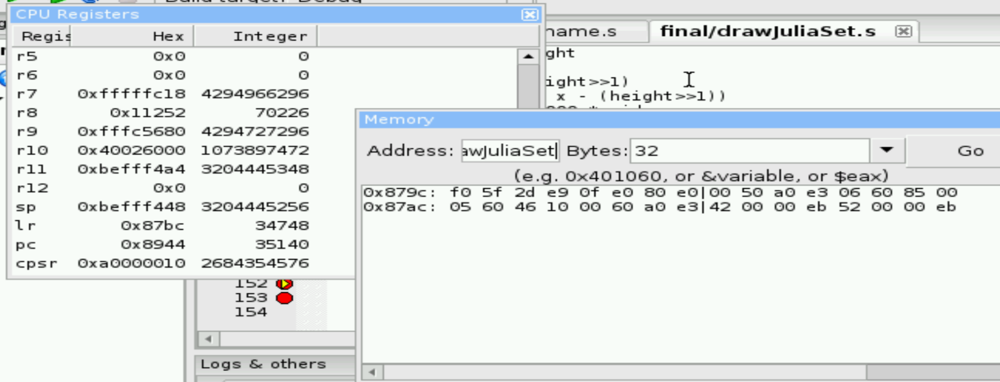 Build target: Debug
CPU Registers
Regis Hex Integer
r5 0x0 0
r6 0x0 0
r7 0xfffffc18 4294966296
r8 0x11252 70226
r9 0xfffc5680 4294727296
r10 0x40026000 1073897472
r11 0xbefff4a4 3204445348
r12 0x0 0
sp 0xbefff448 3204445256
lr 0x87bc 34748
pc 0x8944 35140
cpsr 0xa0000010 2684354576
name.s
final/drawJuliaSet.s
ght
ight>>1)
x - (height>>1))
Memory
Address: awJuliaSet Bytes: 32 Go
(e.g. 0x401060, or &variable, or $eax)
0x879c: f0 5f 2d e9 0f e0 80 e0|00 50 a0 e3 06 60 85 00
0x87ac: 05 60 46 10 00 60 a0 e3|42 00 00 eb 52 00 00 eb
152
153
154
Logs & others